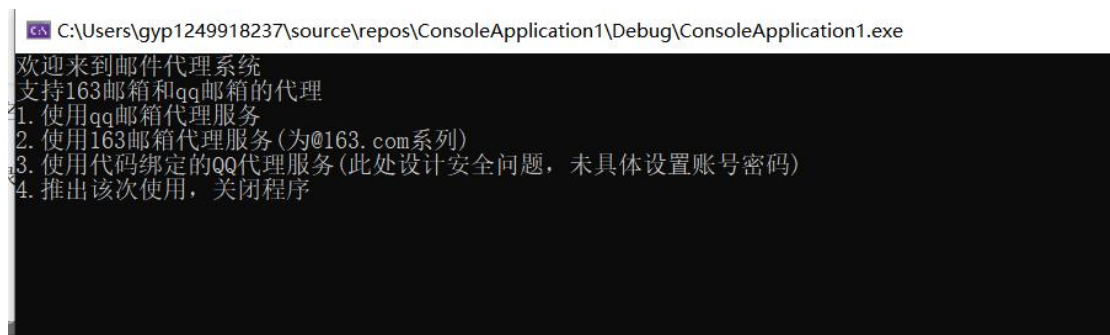 C:\Users\gyp1249918237\source\repos\ConsoleApplication1\Debug\ConsoleApplication1.exe
欢迎来到邮件代理系统
支持163邮箱和qq邮箱的代理
1.使用qq邮箱代理服务
2.使用163邮箱代理服务(为@163.com系列)
3.使用代码绑定的QQ代理服务(此处设计安全问题，未具体设置账号密码)
4.推出该次使用，关闭程序